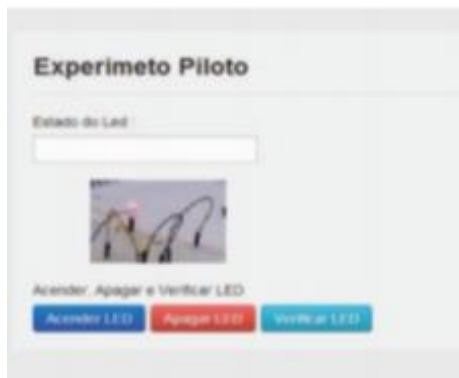 Experimeto Piloto
Estado do Led :
Acender, Apagar e Verificar LED
Acender LED Apagar LED Verificar LED